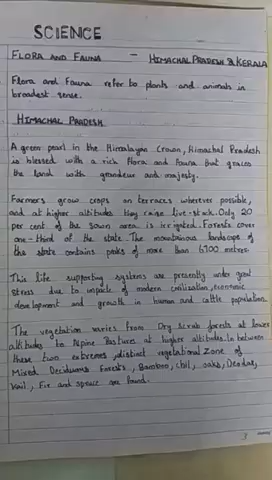 SCIENCE
FLORA AND FAUNA - HIMACHAL PRADESH & KERALA
Flora and Fauna refer to plants and animals in
broadest sense.
HIMACHAL PRADESH
A green pearl in the Himalayan Crown, Himachal Pradesh
is blessed with a rich Flora and Fauna that graces
the land with grandeur and majesty.
Farmers grow crops on terraces wherever possible,
and at higher altitudes they raise live-stock. Only 20
per cent of the sown area is irrigated. Forests cover
one-third of the state. The mountainous landscape of
the state contains peaks of more than 6700 metres.
This life supporting systems are presently under great
stress due to impact of modern civilisation, economic
development and growth in human and cattle population.
The vegetation varies from Dry Scrub forests at lower
altitudes to Alpine Pastures at higher altitudes. In between
these two extremes, distinct vegetational zone of
Mixed Deciduous Forests, Bamboo, Chil, oaks, Deodar,
Kail, Fir and spruce are found.
3